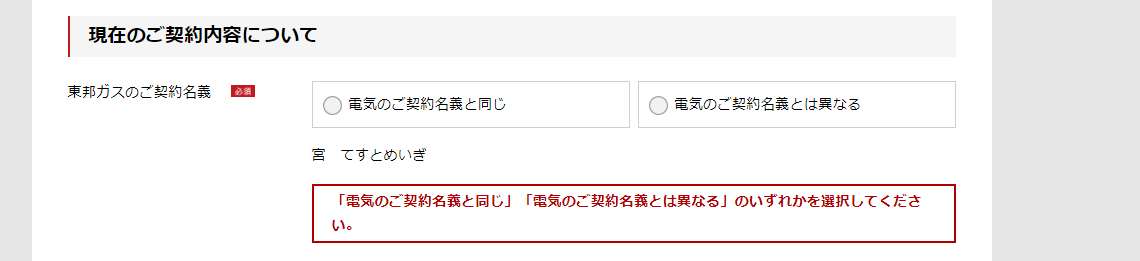 現在のご契約内容について
東邦ガスのご契約名義 必須
電気のご契約名義と同じ
電気のご契約名義とは異なる
宮　てすとめいぎ
「電気のご契約名義と同じ」「電気のご契約名義とは異なる」のいずれかを選択してくださ
い。